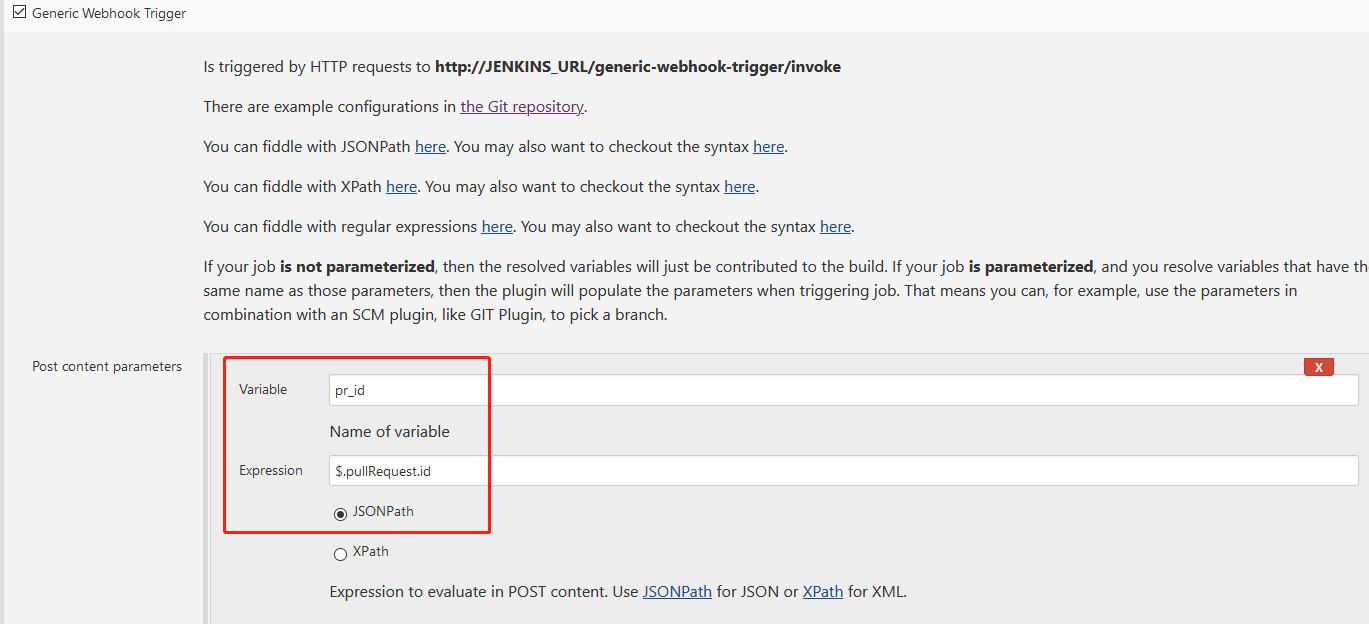 Generic Webhook Trigger
Is triggered by HTTP requests to http://JENKINS_URL/generic-webhook-trigger/invoke
There are example configurations in the Git repository.
You can fiddle with JSONPath here. You may also want to checkout the syntax here.
You can fiddle with XPath here. You may also want to checkout the syntax here.
You can fiddle with regular expressions here. You may also want to checkout the syntax here.
If your job is not parameterized, then the resolved variables will just be contributed to the build. If your job is parameterized, and you resolve variables that have th
same name as those parameters, then the plugin will populate the parameters when triggering job. That means you can, for example, use the parameters in
combination with an SCM plugin, like GIT Plugin, to pick a branch.
Post content parameters
X
Variable pr_id
Name of variable
Expression $.pullRequest.id
JSONPath
XPath
Expression to evaluate in POST content. Use JSONPath for JSON or XPath for XML.